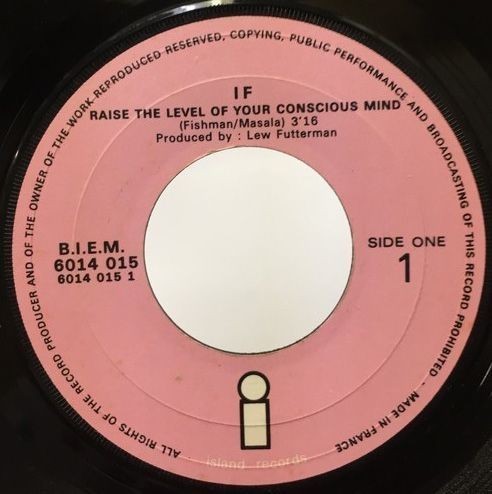 ALL RIGHTS OF THE RECORD PRODUCER AND OF THE OWNER OF THE WORK REPRODUCED RESERVED. COPYING, PUBLIC PERFORMANCE AND BROADCASTING OF THIS RECORD PROHIBITED - MADE IN FRANCE
IF
RAISE THE LEVEL OF YOUR CONSCIOUS MIND
(Fishman/Masala) 3'16
Produced by : Lew Futterman
B.I.E.M.
6014 015
6014 015 1
SIDE ONE
1
i
island records